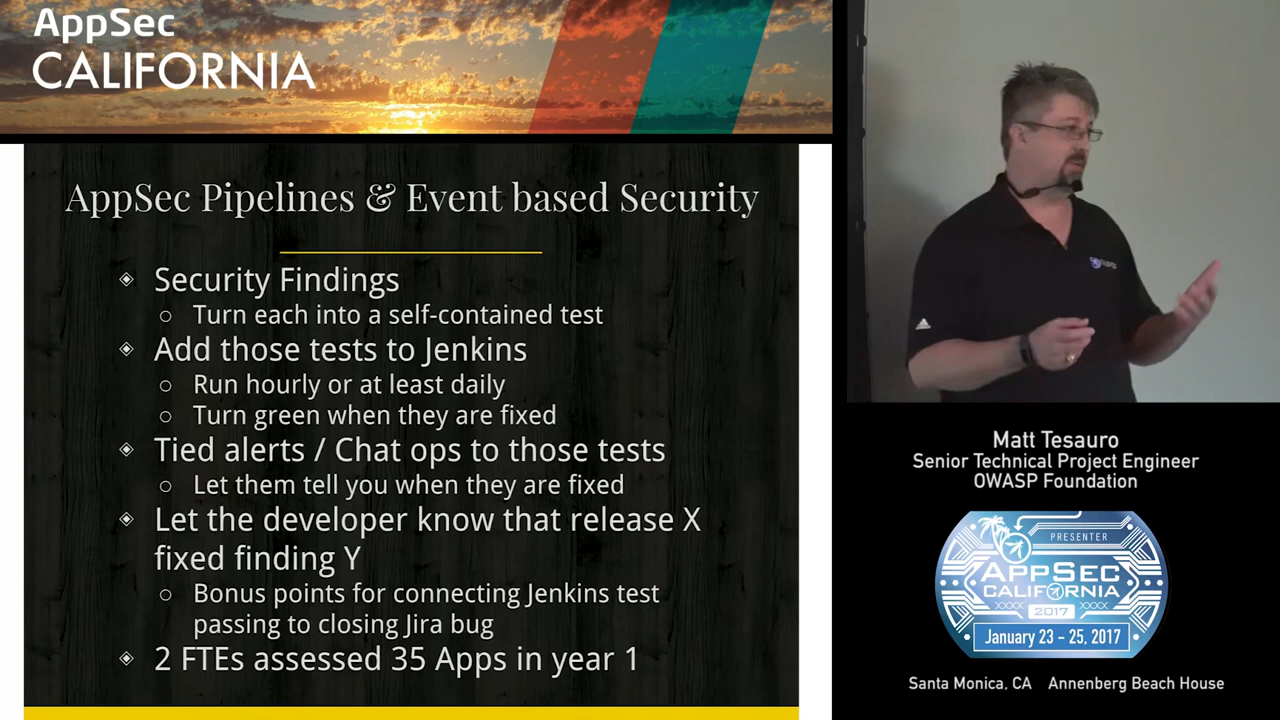 AppSec
CALIFORNIA
AppSec Pipelines & Event based Security
Security Findings
Turn each into a self-contained test
Add those tests to Jenkins
Run hourly or at least daily
Turn green when they are fixed
Tied alerts / Chat ops to those tests
Let them tell you when they are fixed
Let the developer know that release X
fixed finding Y
Bonus points for connecting Jenkins test
passing to closing Jira bug
2 FTEs assessed 35 Apps in year 1
Matt Tesauro
Senior Technical Project Engineer
OWASP Foundation
PRESENTER
APPSEC
CALIFORNIA
XXXX 2017 XXXX
January 23 - 25, 2017
Santa Monica, CA Annenberg Beach House